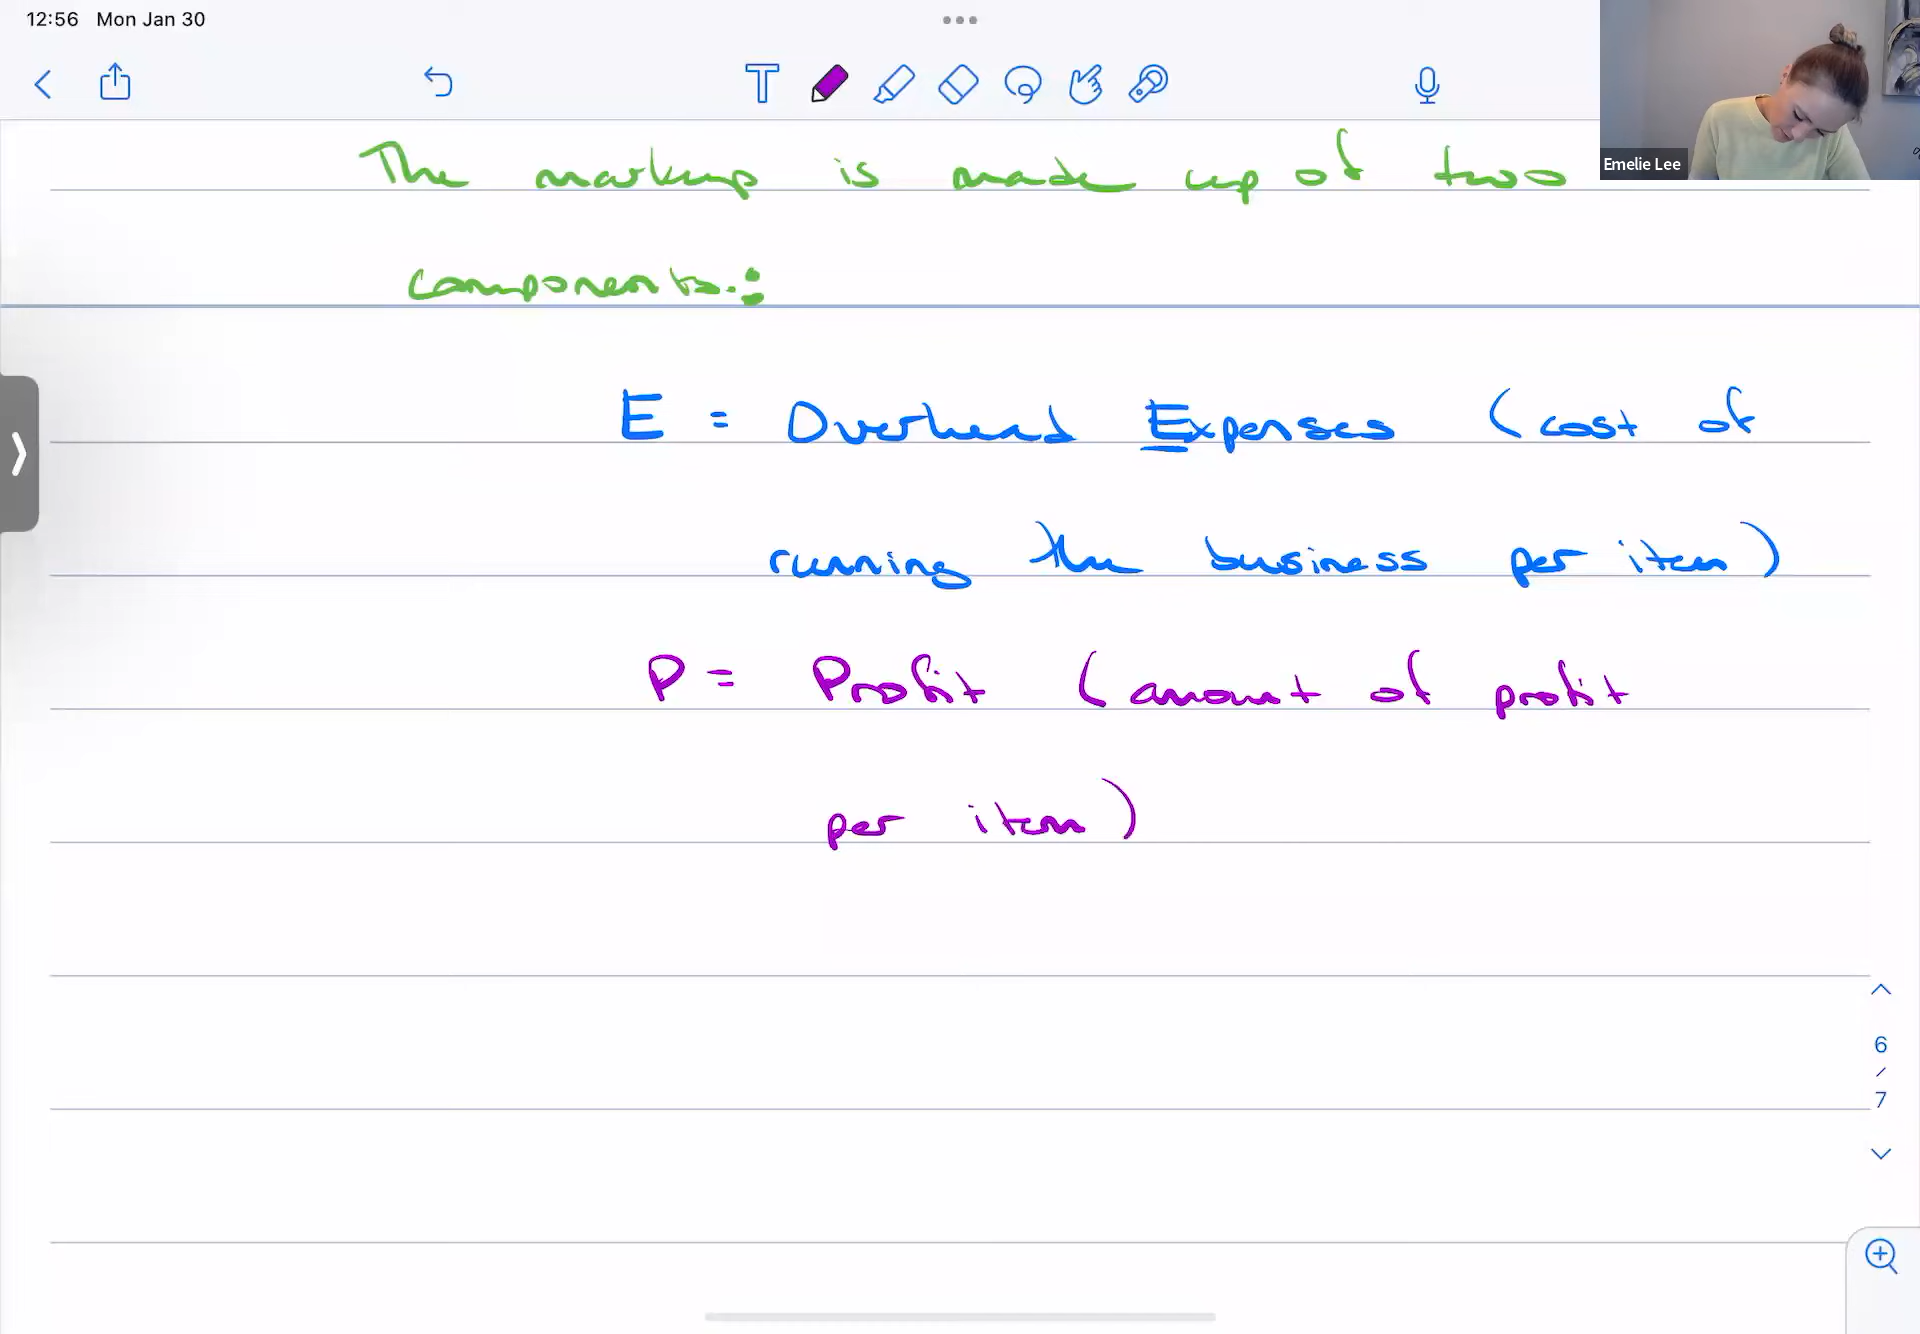 12:56 Mon Jan 30
Emelie Lee
The markup is made up of two
components:
E = Overhead Expenses (cost of
running the business per item)
P = Profit (amount of profit
per item)
6
/
7